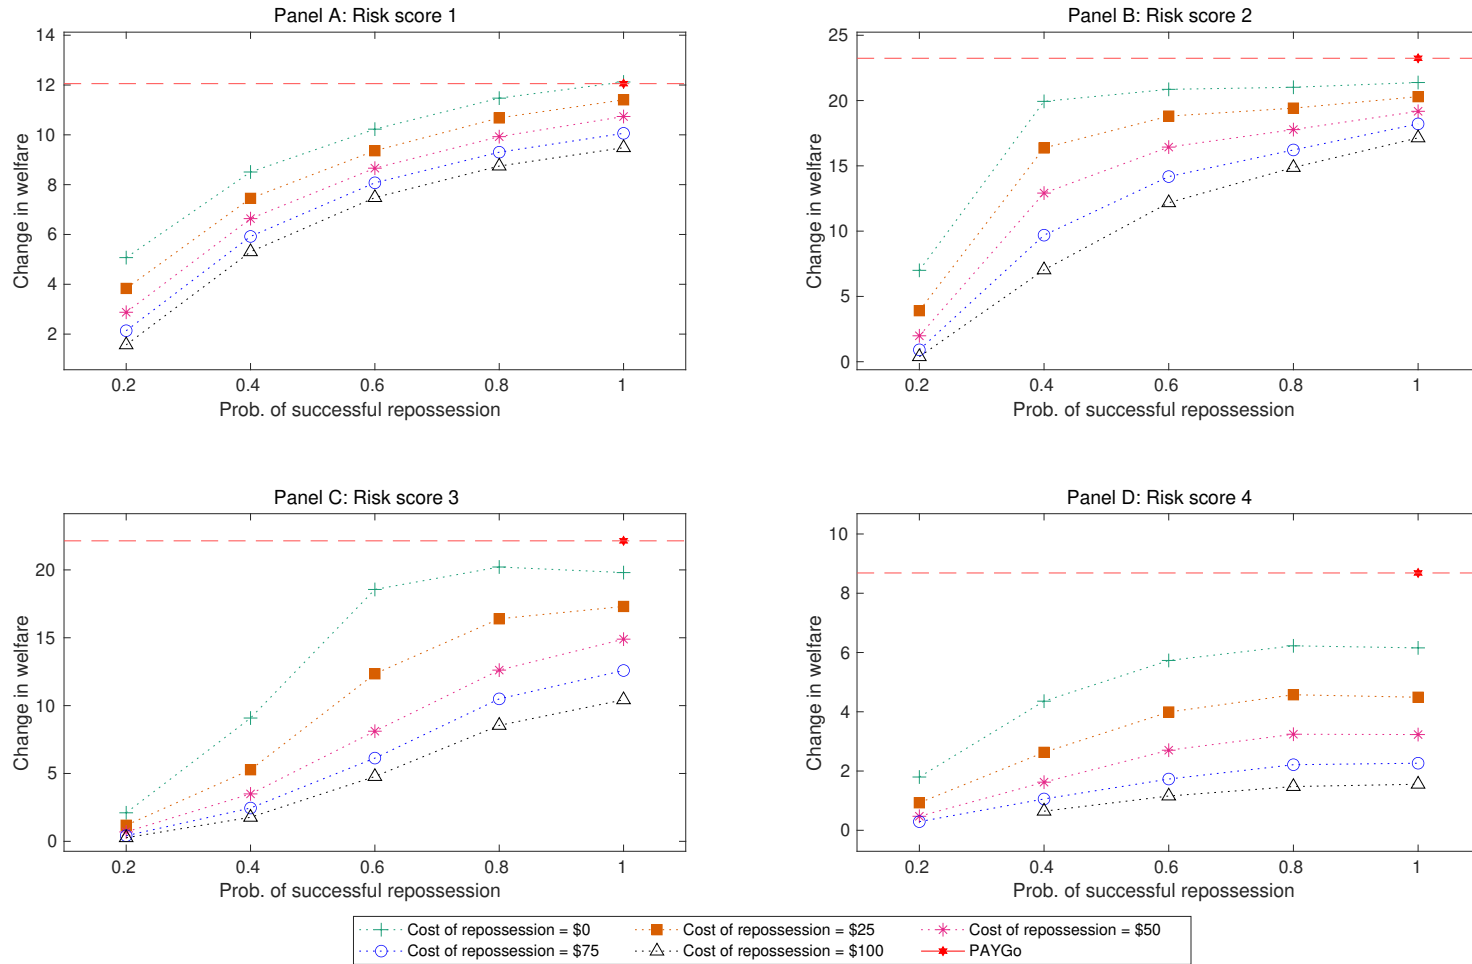 Panel A: Risk score 1
14
12
10
8
6
4
2
Change in welfare
0.2 0.4 0.6 0.8 1
Prob. of successful repossession
Panel B: Risk score 2
25
20
15
10
5
0
Change in welfare
0.2 0.4 0.6 0.8 1
Prob. of successful repossession
Panel C: Risk score 3
20
15
10
5
0
Change in welfare
0.2 0.4 0.6 0.8 1
Prob. of successful repossession
Panel D: Risk score 4
10
8
6
4
2
0
Change in welfare
0.2 0.4 0.6 0.8 1
Prob. of successful repossession
Cost of repossession = $0 Cost of repossession = $25 Cost of repossession = $50
Cost of repossession = $75 Cost of repossession = $100 PAYGo